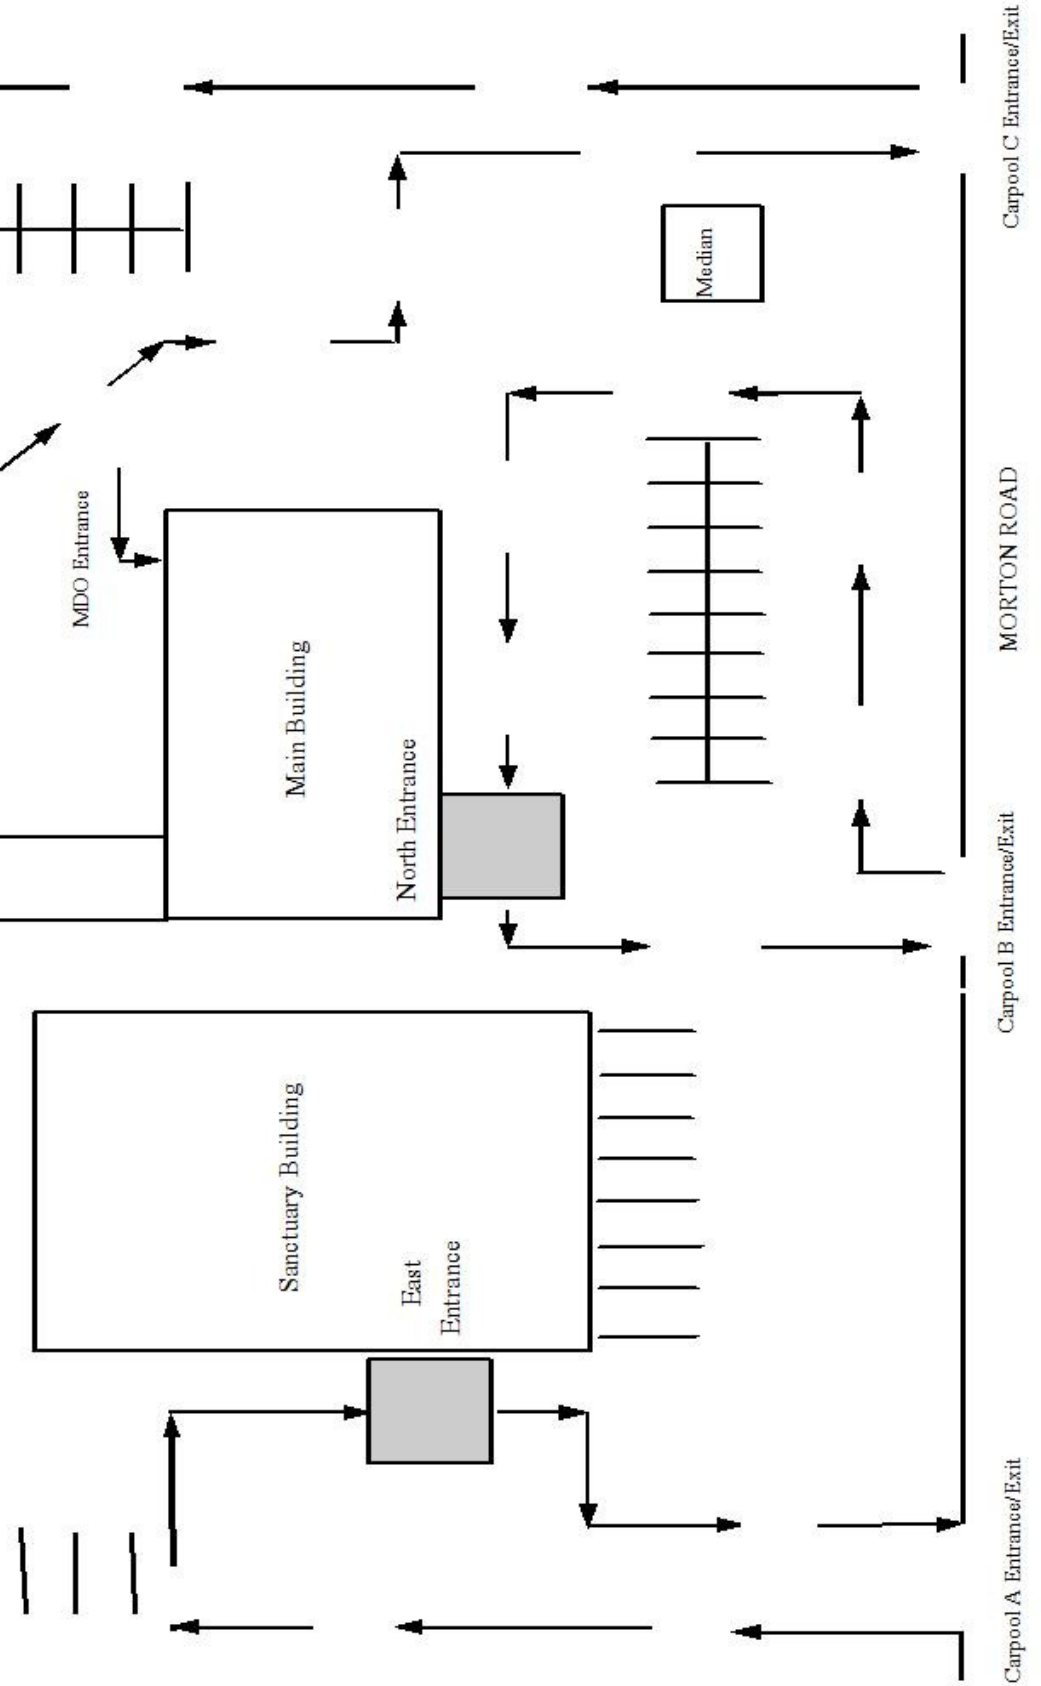 Carpool C Entrance/Exit
Median
MDO Entrance
MORTON ROAD
Main Building
North Entrance
Carpool B Entrance/Exit
Sanctuary Building
East
Entrance
Carpool A Entrance/Exit